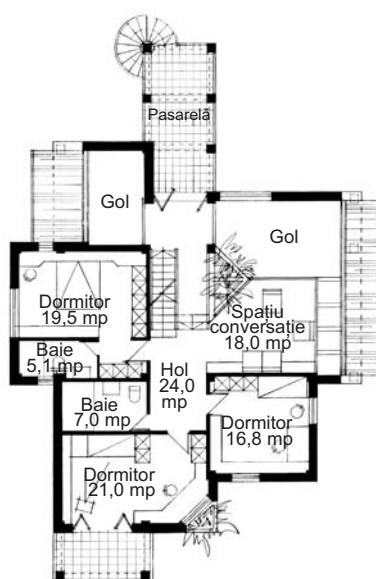 Pasarelă
Gol
Gol
Dormitor
19,5 mp
Spațiu
conversație
18,0 mp
Baie
5,1 mp
Hol
24,0
mp
Baie
7,0 mp
Dormitor
16,8 mp
Dormitor
21,0 mp